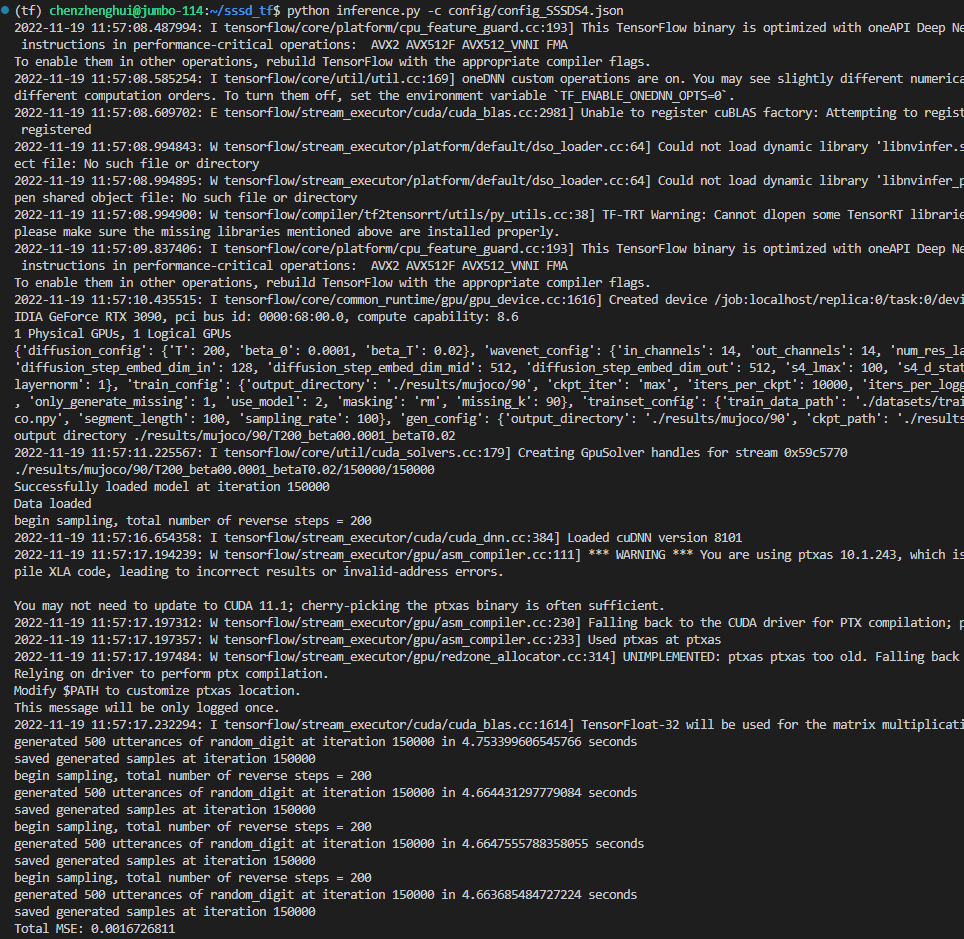 (tf) chenzhenghui@jumbo-114:~/sssd_tf$ python inference.py -c config/config_SSSDS4.json
2022-11-19 11:57:08.487994: I tensorflow/core/platform/cpu_feature_guard.cc:193] This TensorFlow binary is optimized with oneAPI Deep Ne
instructions in performance-critical operations:  AVX2 AVX512F AVX512_VNNI FMA
To enable them in other operations, rebuild TensorFlow with the appropriate compiler flags.
2022-11-19 11:57:08.585254: I tensorflow/core/util/util.cc:169] oneDNN custom operations are on. You may see slightly different numerica
different computation orders. To turn them off, set the environment variable `TF_ENABLE_ONEDNN_OPTS=0`.
2022-11-19 11:57:08.609702: E tensorflow/stream_executor/cuda/cuda_blas.cc:2981] Unable to register cuBLAS factory: Attempting to regist
registered
2022-11-19 11:57:08.994843: W tensorflow/stream_executor/platform/default/dso_loader.cc:64] Could not load dynamic library 'libnvinfer.s
ect file: No such file or directory
2022-11-19 11:57:08.994895: W tensorflow/stream_executor/platform/default/dso_loader.cc:64] Could not load dynamic library 'libnvinfer_p
pen shared object file: No such file or directory
2022-11-19 11:57:08.994900: W tensorflow/compiler/tf2tensorrt/utils/py_utils.cc:38] TF-TRT Warning: Cannot dlopen some TensorRT librarie
please make sure the missing libraries mentioned above are installed properly.
2022-11-19 11:57:09.837406: I tensorflow/core/platform/cpu_feature_guard.cc:193] This TensorFlow binary is optimized with oneAPI Deep Ne
instructions in performance-critical operations:  AVX2 AVX512F AVX512_VNNI FMA
To enable them in other operations, rebuild TensorFlow with the appropriate compiler flags.
2022-11-19 11:57:10.435515: I tensorflow/core/common_runtime/gpu/gpu_device.cc:1616] Created device /job:localhost/replica:0/task:0/devi
IDIA GeForce RTX 3090, pci bus id: 0000:68:00.0, compute capability: 8.6
1 Physical GPUs, 1 Logical GPUs
{'diffusion_config': {'T': 200, 'beta_0': 0.0001, 'beta_T': 0.02}, 'wavenet_config': {'in_channels': 14, 'out_channels': 14, 'num_res_la
'diffusion_step_embed_dim_in': 128, 'diffusion_step_embed_dim_mid': 512, 'diffusion_step_embed_dim_out': 512, 's4_lmax': 100, 's4_d_stat
layernorm': 1}, 'train_config': {'output_directory': './results/mujoco/90', 'ckpt_iter': 'max', 'iters_per_ckpt': 10000, 'iters_per_logg
, 'only_generate_missing': 1, 'use_model': 2, 'masking': 'rm', 'missing_k': 90}, 'trainset_config': {'train_data_path': './datasets/trai
co.npy', 'segment_length': 100, 'sampling_rate': 100}, 'gen_config': {'output_directory': './results/mujoco/90', 'ckpt_path': './results
output directory ./results/mujoco/90/T200_beta00.0001_betaT0.02
2022-11-19 11:57:11.225567: I tensorflow/core/util/cuda_solvers.cc:179] Creating GpuSolver handles for stream 0x59c5770
./results/mujoco/90/T200_beta00.0001_betaT0.02/150000/150000
Successfully loaded model at iteration 150000
Data loaded
begin sampling, total number of reverse steps = 200
2022-11-19 11:57:16.654358: I tensorflow/stream_executor/cuda/cuda_dnn.cc:384] Loaded cuDNN version 8101
2022-11-19 11:57:17.194239: W tensorflow/stream_executor/gpu/asm_compiler.cc:111] *** WARNING *** You are using ptxas 10.1.243, which is
pile XLA code, leading to incorrect results or invalid-address errors.
You may not need to update to CUDA 11.1; cherry-picking the ptxas binary is often sufficient.
2022-11-19 11:57:17.197312: W tensorflow/stream_executor/gpu/asm_compiler.cc:230] Falling back to the CUDA driver for PTX compilation; p
2022-11-19 11:57:17.197357: W tensorflow/stream_executor/gpu/asm_compiler.cc:233] Used ptxas at ptxas
2022-11-19 11:57:17.197484: W tensorflow/stream_executor/gpu/redzone_allocator.cc:314] UNIMPLEMENTED: ptxas ptxas too old. Falling back
Relying on driver to perform ptx compilation.
Modify $PATH to customize ptxas location.
This message will be only logged once.
2022-11-19 11:57:17.232294: I tensorflow/stream_executor/cuda/cuda_blas.cc:1614] TensorFloat-32 will be used for the matrix multiplicati
generated 500 utterances of random_digit at iteration 150000 in 4.753399606545766 seconds
saved generated samples at iteration 150000
begin sampling, total number of reverse steps = 200
generated 500 utterances of random_digit at iteration 150000 in 4.664431297779084 seconds
saved generated samples at iteration 150000
begin sampling, total number of reverse steps = 200
generated 500 utterances of random_digit at iteration 150000 in 4.6647555788358055 seconds
saved generated samples at iteration 150000
begin sampling, total number of reverse steps = 200
generated 500 utterances of random_digit at iteration 150000 in 4.663685484727224 seconds
saved generated samples at iteration 150000
Total MSE: 0.0016726811